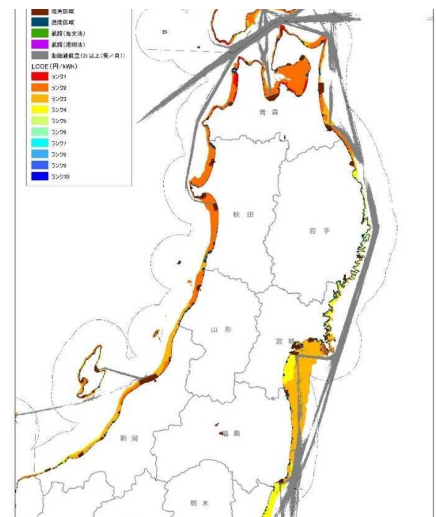 港湾区域
漁港区域
航路(海交法)
航路(港則法)
船舶通航量(31以上(隻/月))
LCOE(円/kWh)
ランク1
ランク2
ランク3
ランク4
ランク5
ランク6
ランク7
ランク8
ランク9
ランク10
青森
秋田
岩手
山形
宮城
新潟
福島
栃木